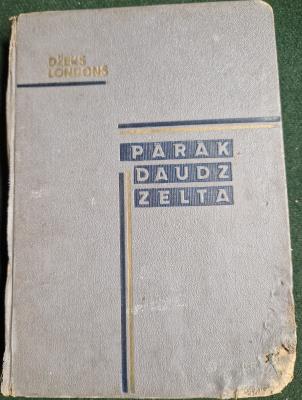 DŽEKS
LONDONS
PĀRĀK
DAUDZ
ZELTA